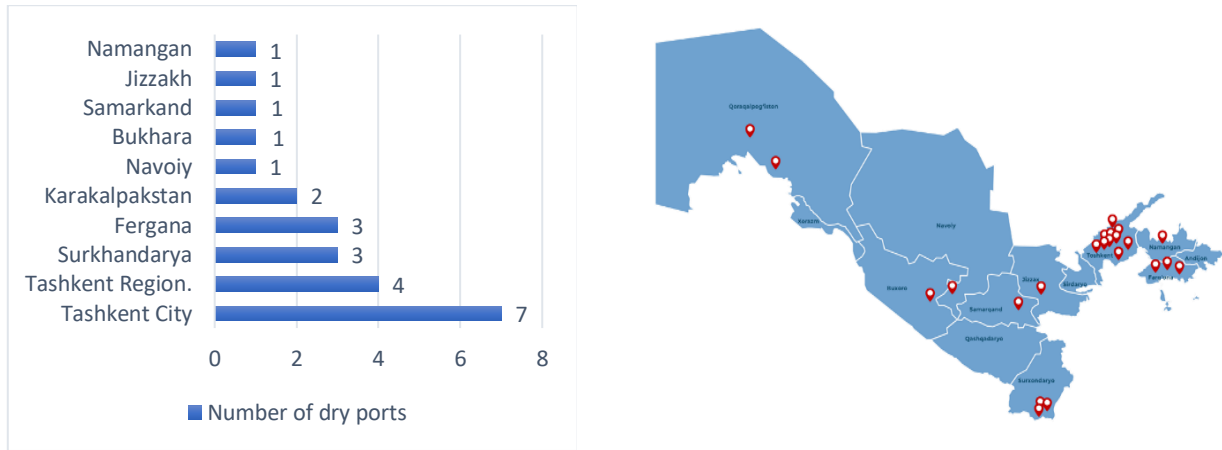 Namangan 1
Jizzakh 1
Samarkand 1
Bukhara 1
Navoiy 1
Karakalpakstan 2
Fergana 3
Surkhandarya 3
Tashkent Region. 4
Tashkent City 7
0 2 4 6 8
Number of dry ports
Qoraqalpog'iston
Xorazm
Navoiy
Buxoro
Samarqand
Jizzax
Sirdaryo
Toshkent
Namangan
Andijon
Qashqadaryo
Surxondaryo